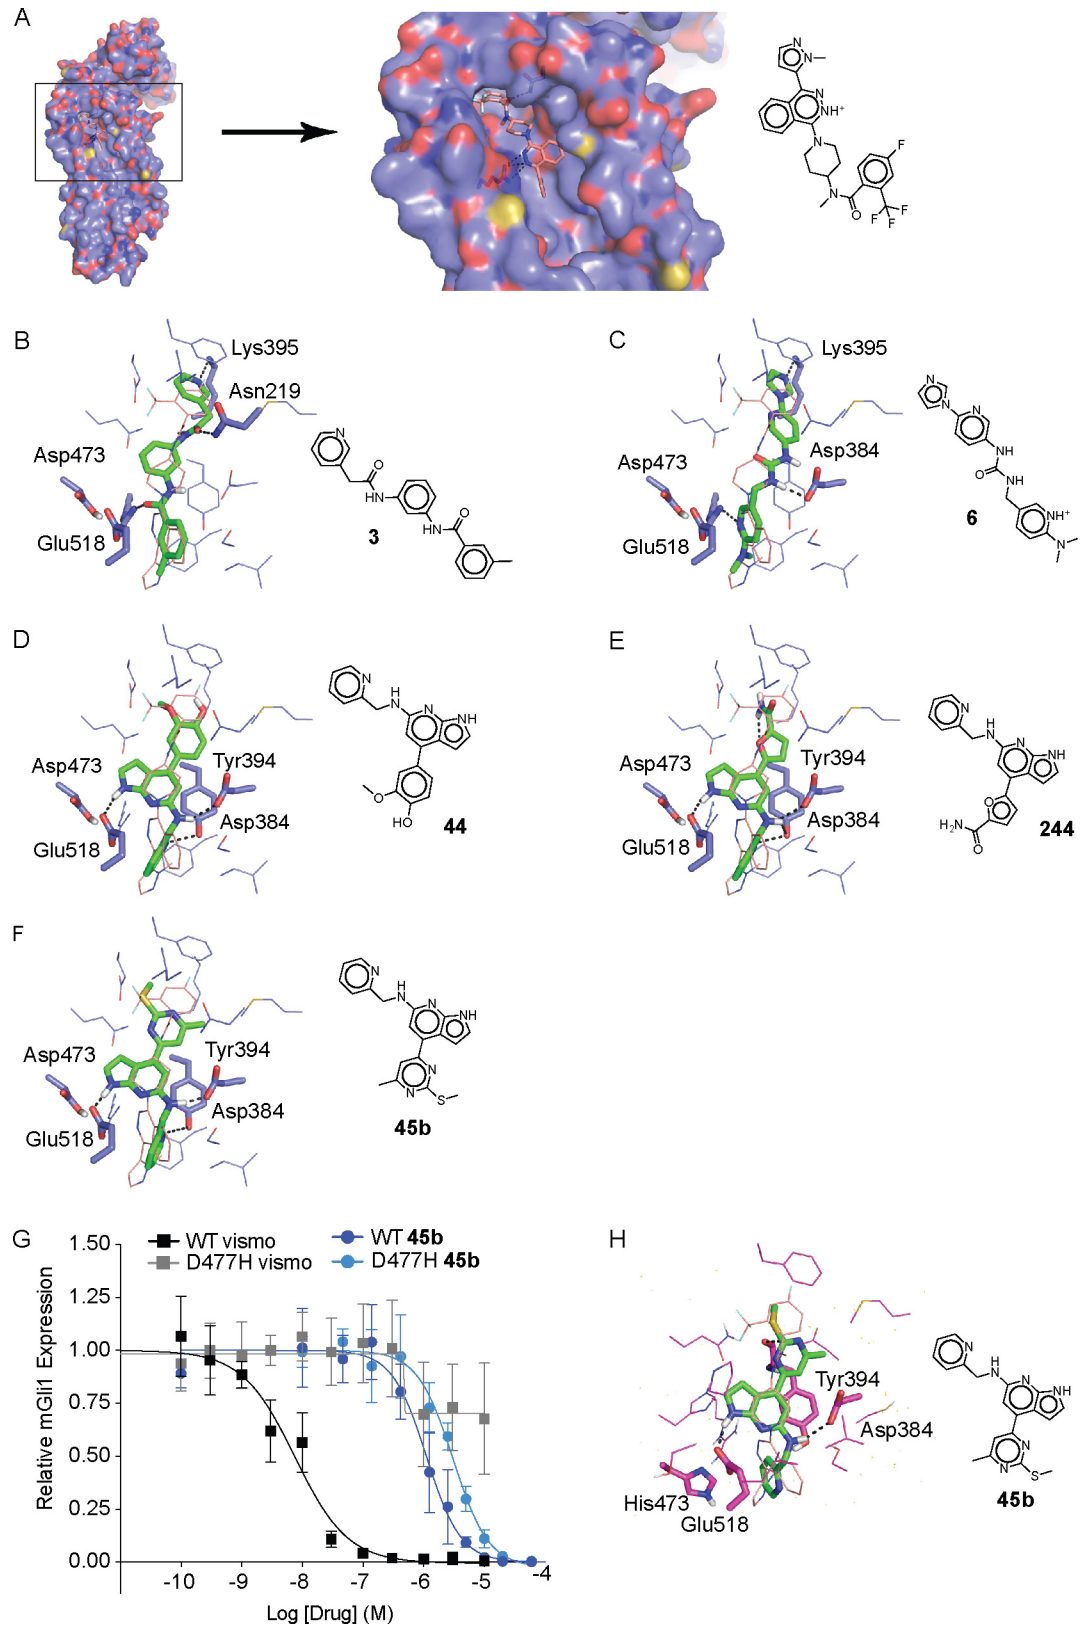 A
N
N
N
N
NH+
N
N
O
F
F
F
F
B
Lys395
Asn219
Asp473
Glu518
N
O
NH
O
NH
3
C
Lys395
Asp384
Asp473
Glu518
N
N
N
NH
O
NH
NH+
N
6
D
Asp473
Tyr394
Asp384
Glu518
N
H
N
N
NH
O
HO
44
E
Asp473
Tyr394
Asp384
Glu518
N
H
N
N
NH
O
H2N
O
244
F
Asp473
Tyr394
Asp384
Glu518
N
H
N
N
NH
N
N
S
45b
G
WT vismo
D477H vismo
WT 45b
D477H 45b
Relative mGli1 Expression
1.50
1.25
1.00
0.75
0.50
0.25
0.00
-10
-9
-8
-7
-6
-5
-4
Log [Drug] (M)
H
Tyr394
Asp384
His473
Glu518
N
H
N
N
NH
N
N
S
45b